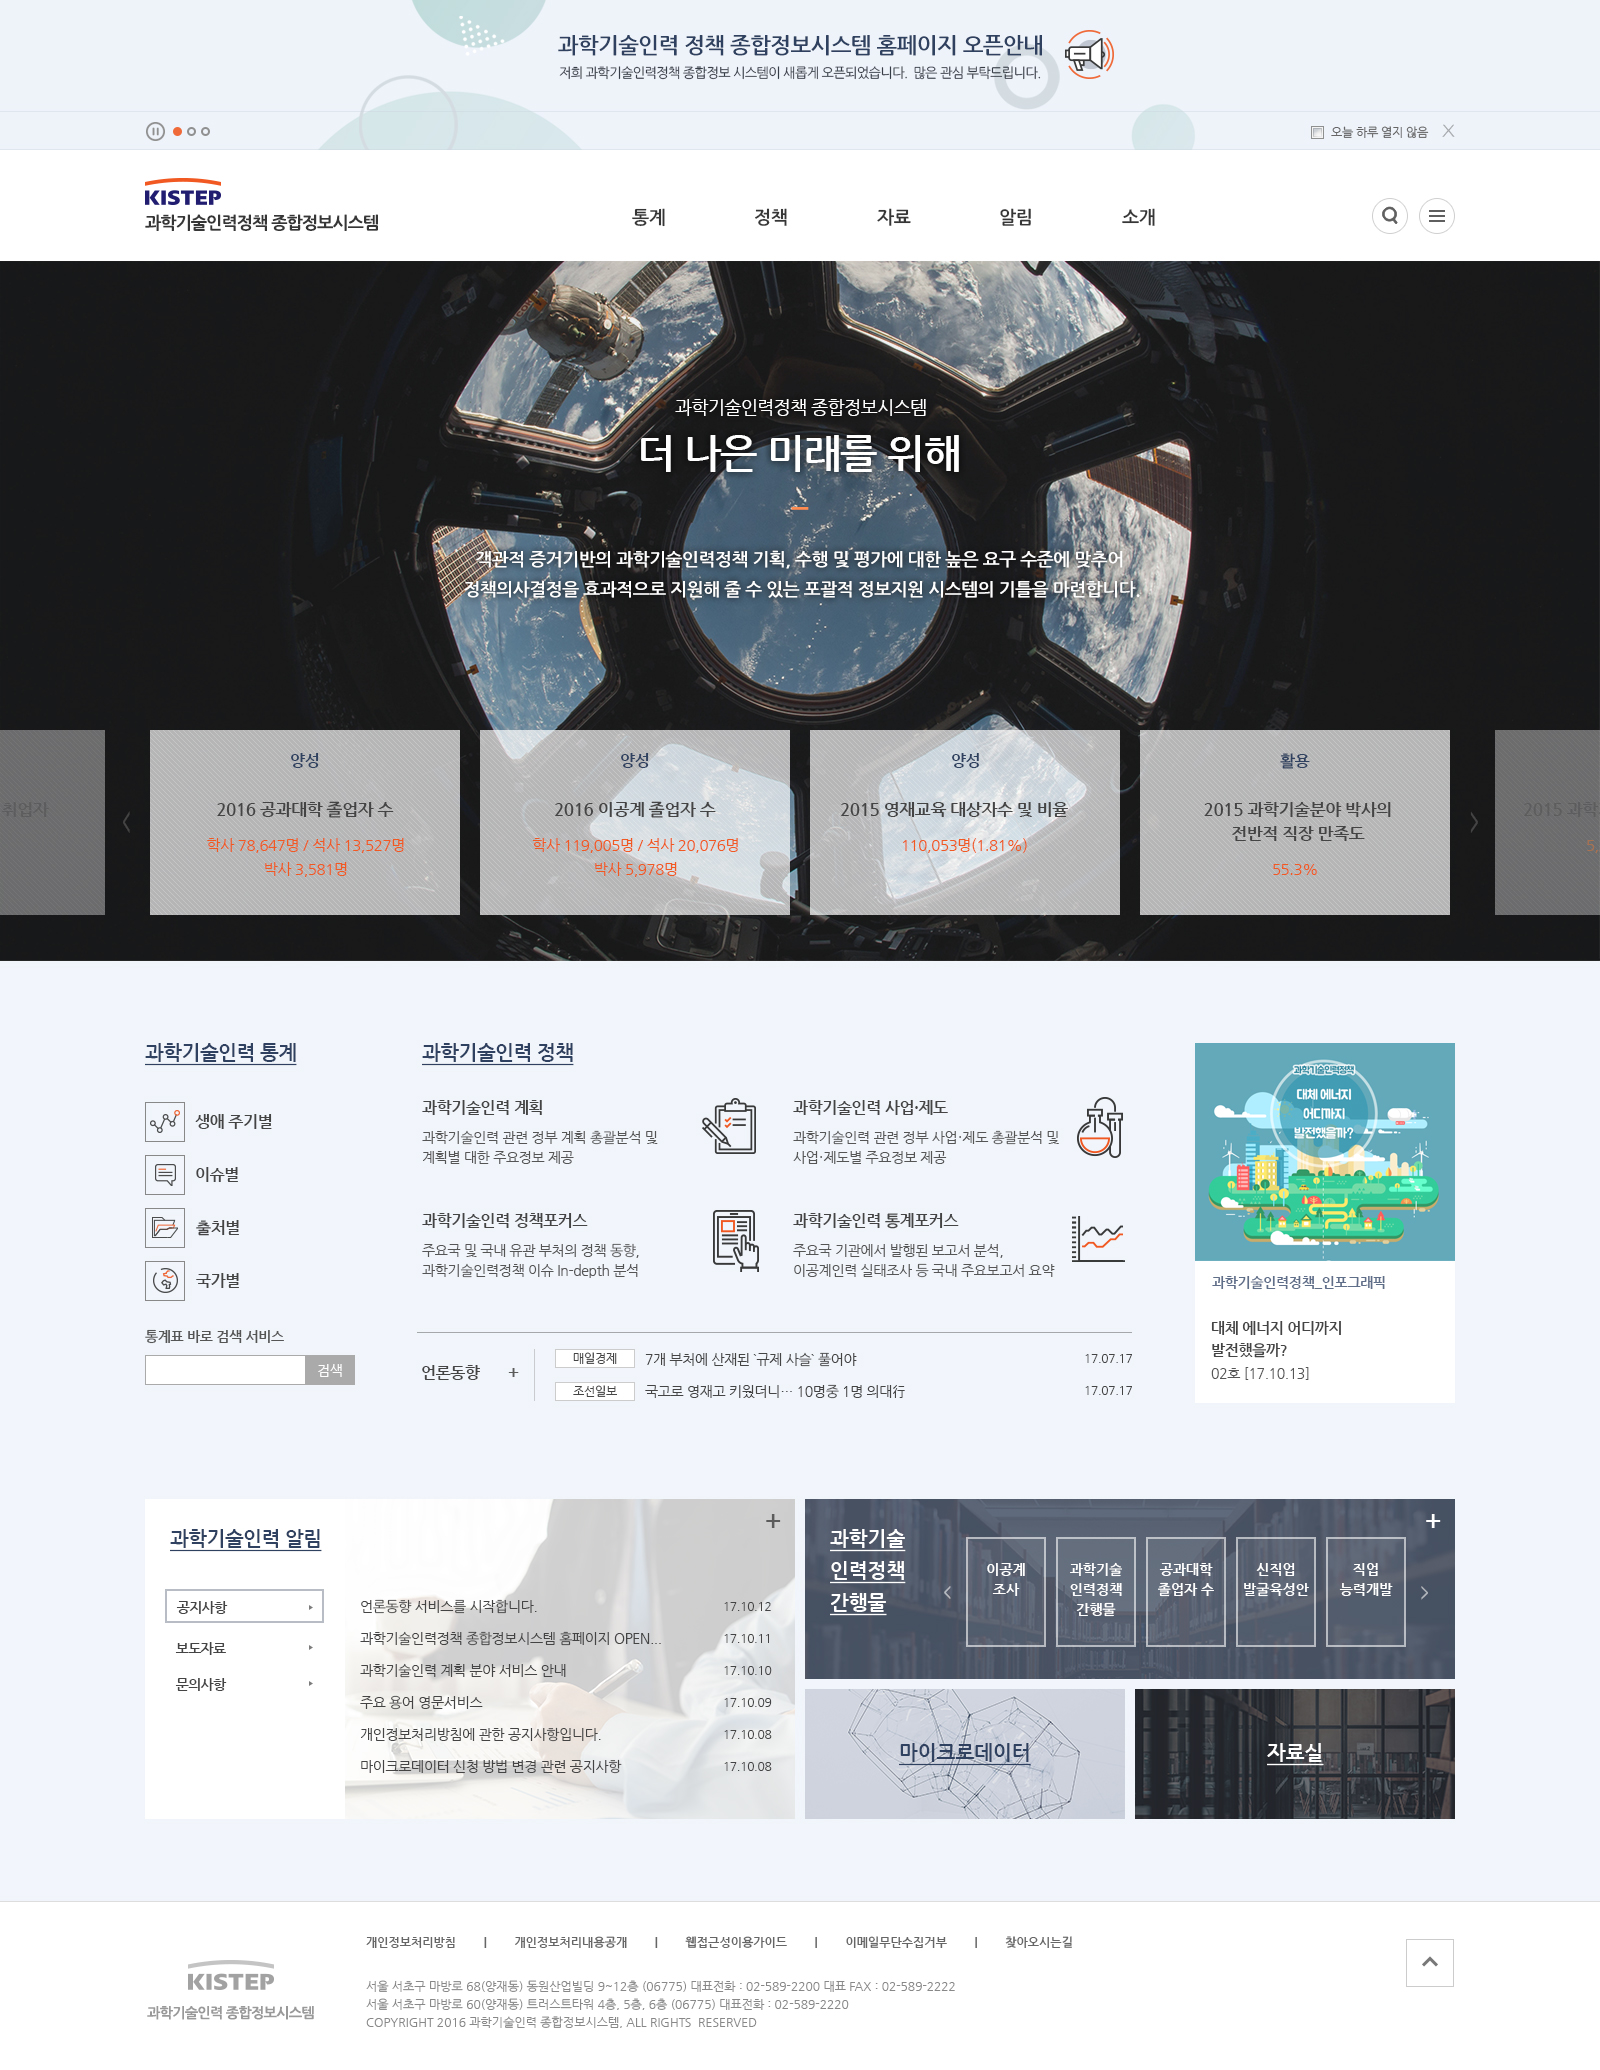 과학기술인력 정책 종합정보시스템 홈페이지 오픈안내
저희 과학기술인력정책 종합정보 시스템이 새롭게 오픈되었습니다. 많은 관심 부탁드립니다.
오늘 하루 열지 않음
KISTEP
과학기술인력정책 종합정보시스템
통계
정책
자료
알림
소개
과학기술인력정책 종합정보시스템
더 나은 미래를 위해
객관적 증거기반의 과학기술인력정책 기획, 수행 및 평가에 대한 높은 요구 수준에 맞추어
정책의사결정을 효과적으로 지원해 줄 수 있는 포괄적 정보지원 시스템의 기틀을 마련합니다.
취업자
양성
2016 공과대학 졸업자 수
학사 78,647명 / 석사 13,527명
박사 3,581명
양성
2016 이공계 졸업자 수
학사 119,005명 / 석사 20,076명
박사 5,978명
양성
2015 영재교육 대상자수 및 비율
110,053명(1.81%)
활용
2015 과학기술분야 박사의
전반적 직장 만족도
55.3%
2015 과학
5,
과학기술인력 통계
생애 주기별
이슈별
출처별
국가별
통계표 바로 검색 서비스
검색
과학기술인력 정책
과학기술인력 계획
과학기술인력 관련 정부 계획 총괄분석 및
계획별 대한 주요정보 제공
과학기술인력 사업·제도
과학기술인력 관련 정부 사업·제도 총괄분석 및
사업·제도별 주요정보 제공
과학기술인력 정책포커스
주요국 및 국내 유관 부처의 정책 동향,
과학기술인력정책 이슈 In-depth 분석
과학기술인력 통계포커스
주요국 기관에서 발행된 보고서 분석,
이공계인력 실태조사 등 국내 주요보고서 요약
언론동향 +
매일경제 7개 부처에 산재된 `규제 사슬` 풀어야 17.07.17
조선일보 국고로 영재고 키웠더니… 10명중 1명 의대행 17.07.17
과학기술인력정책
대체 에너지
어디까지
발전했을까?
과학기술인력정책_인포그래픽
대체 에너지 어디까지
발전했을까?
02호 [17.10.13]
과학기술인력 알림
공지사항
보도자료
문의사항
+
언론동향 서비스를 시작합니다. 17.10.12
과학기술인력정책 종합정보시스템 홈페이지 OPEN... 17.10.11
과학기술인력 계획 분야 서비스 안내 17.10.10
주요 용어 영문서비스 17.10.09
개인정보처리방침에 관한 공지사항입니다. 17.10.08
마이크로데이터 신청 방법 변경 관련 공지사항 17.10.08
과학기술
인력정책
간행물
+
이공계
조사
과학기술
인력정책
간행물
공과대학
졸업자 수
신직업
발굴육성안
직업
능력개발
마이크로데이터
자료실
KISTEP
과학기술인력 종합정보시스템
개인정보처리방침 | 개인정보처리내용공개 | 웹접근성이용가이드 | 이메일무단수집거부 | 찾아오시는길
서울 서초구 마방로 68(양재동) 동원산업빌딩 9~12층 (06775) 대표전화 : 02-589-2200 대표 FAX : 02-589-2222
서울 서초구 마방로 60(양재동) 트러스트타워 4층, 5층, 6층 (06775) 대표전화 : 02-589-2220
COPYRIGHT 2016 과학기술인력 종합정보시스템, ALL RIGHTS RESERVED